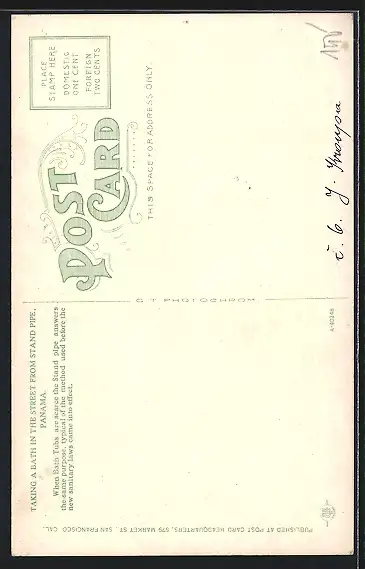 TAKING A BATH IN THE STREET FROM STAND PIPE,
PANAMA.
When Bath Tubs are scarce the Stand pipe answers
the same purpose, typical of the method used before the
new sanitary laws came into effect.
PUBLISHED AT POST CARD HEADQUARTERS, 579 MARKET ST. SAN FRANCISCO CAL.
C T PHOTOCHROM
POST
CARD
THIS SPACE FOR ADDRESS ONLY
PLACE
STAMP HERE
DOMESTIC
ONE CENT
FOREIGN
TWO CENTS
č. 6. J.